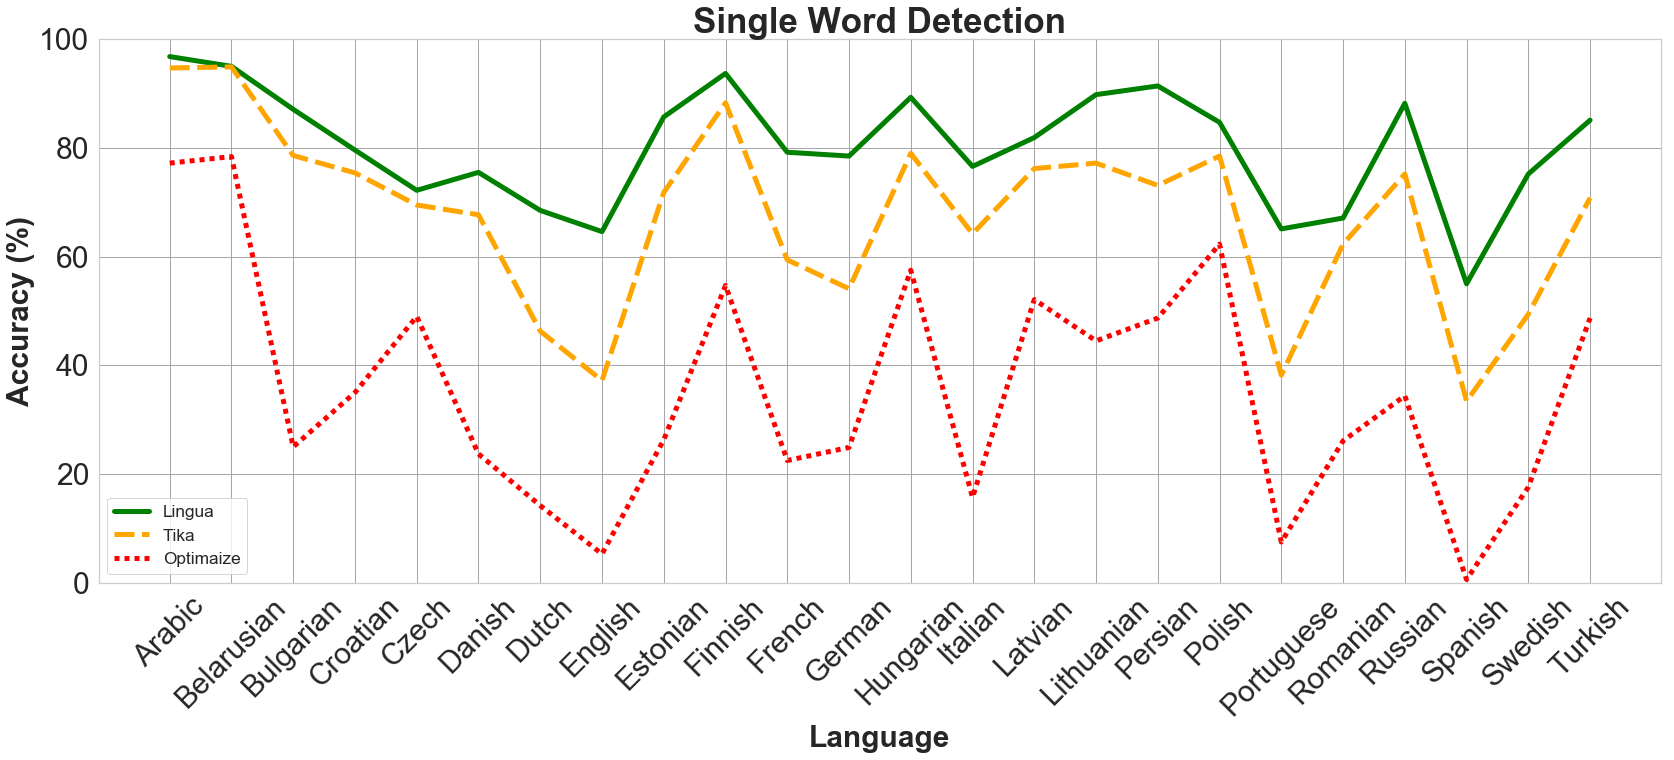 Single Word Detection
Accuracy (%)
100
80
60
40
20
0
Lingua
Tika
Optimaize
Arabic
Belarusian
Bulgarian
Croatian
Czech
Danish
Dutch
English
Estonian
Finnish
French
German
Hungarian
Italian
Latvian
Lithuanian
Persian
Polish
Portuguese
Romanian
Russian
Spanish
Swedish
Turkish
Language